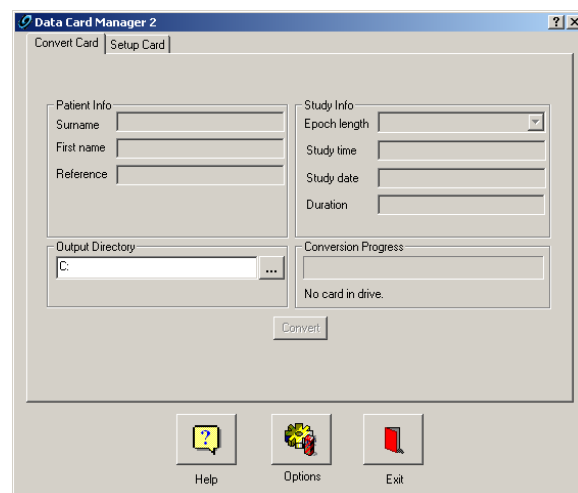 Data Card Manager 2
Convert Card
Setup Card
Patient Info
Surname
First name
Reference
Study Info
Epoch length
Study time
Study date
Duration
Output Directory
C:
...
Conversion Progress
No card in drive.
Convert
?
Help
Options
Exit